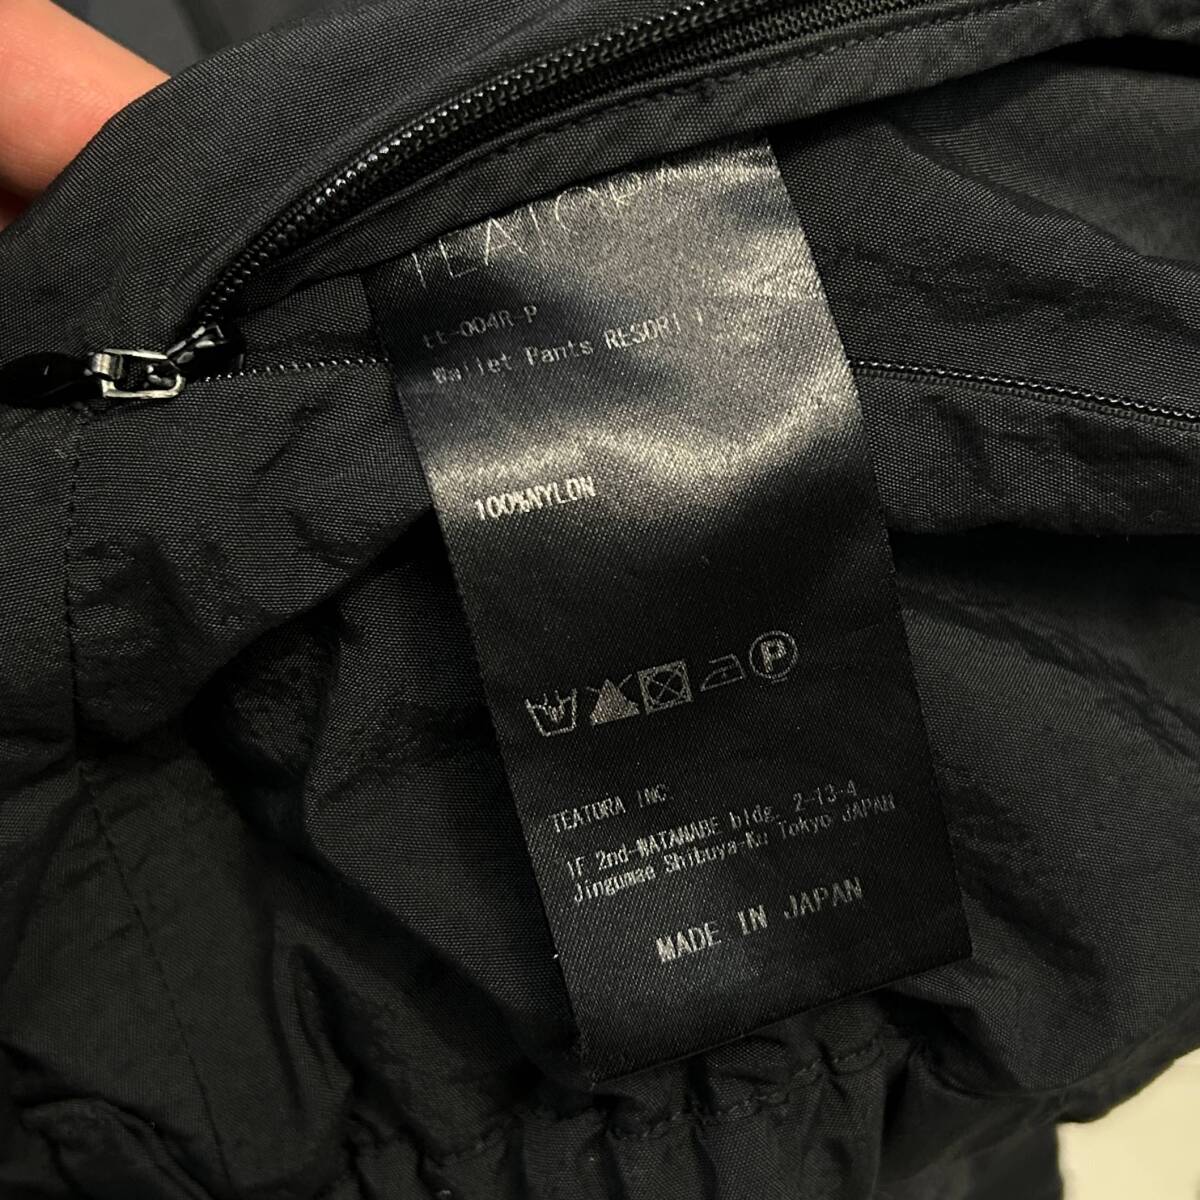 TEATORA
tt-004R-P
Wallet Pants RESORT
100%NYLON
P
TEATORA INC.
1F 2nd-WATANABE bldg. 2-13-4
Jingumae Shibuya-Ku Tokyo JAPAN
MADE IN JAPAN